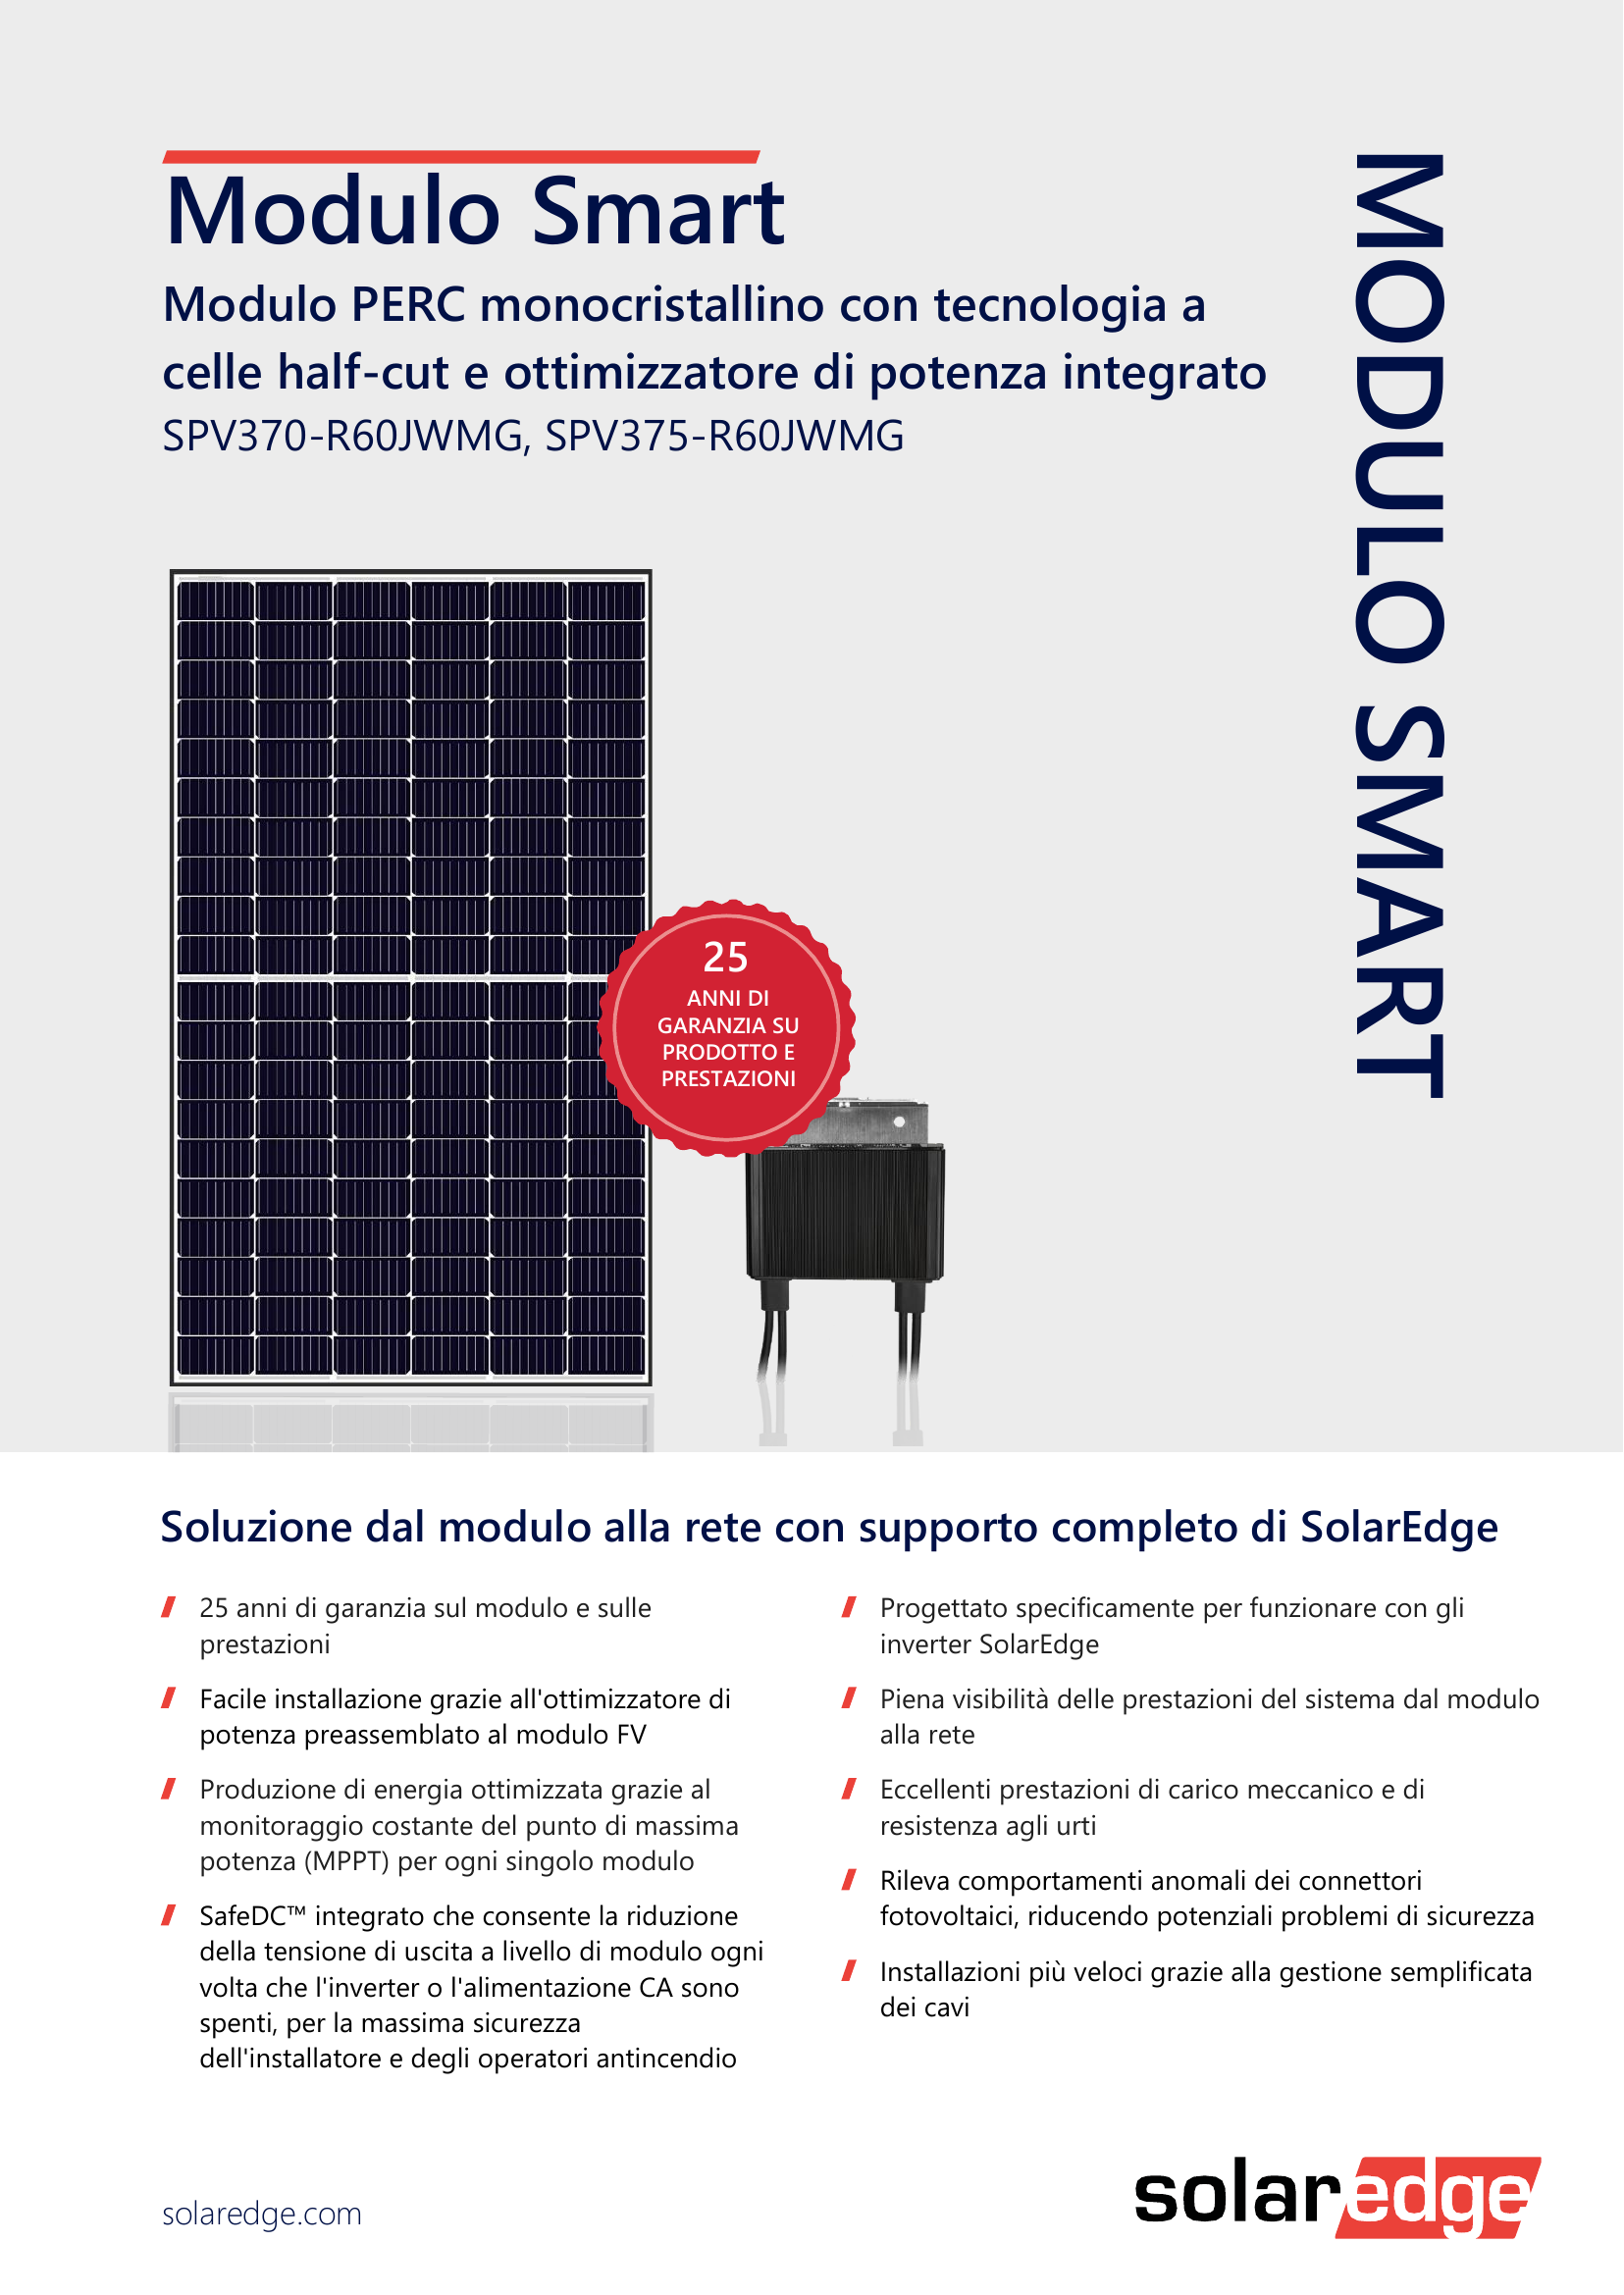 Modulo Smart
Modulo PERC monocristallino con tecnologia a
celle half-cut e ottimizzatore di potenza integrato
SPV370-R60JWMG, SPV375-R60JWMG
MODULO SMART
25
ANNI DI
GARANZIA SU
PRODOTTO E
PRESTAZIONI
Soluzione dal modulo alla rete con supporto completo di SolarEdge
25 anni di garanzia sul modulo e sulle
prestazioni
Facile installazione grazie all'ottimizzatore di
potenza preassemblato al modulo FV
Produzione di energia ottimizzata grazie al
monitoraggio costante del punto di massima
potenza (MPPT) per ogni singolo modulo
SafeDC™ integrato che consente la riduzione
della tensione di uscita a livello di modulo ogni
volta che l'inverter o l'alimentazione CA sono
spenti, per la massima sicurezza
dell'installatore e degli operatori antincendio
Progettato specificamente per funzionare con gli
inverter SolarEdge
Piena visibilità delle prestazioni del sistema dal modulo
alla rete
Eccellenti prestazioni di carico meccanico e di
resistenza agli urti
Rileva comportamenti anomali dei connettori
fotovoltaici, riducendo potenziali problemi di sicurezza
Installazioni più veloci grazie alla gestione semplificata
dei cavi
solaredge.com
solaredge